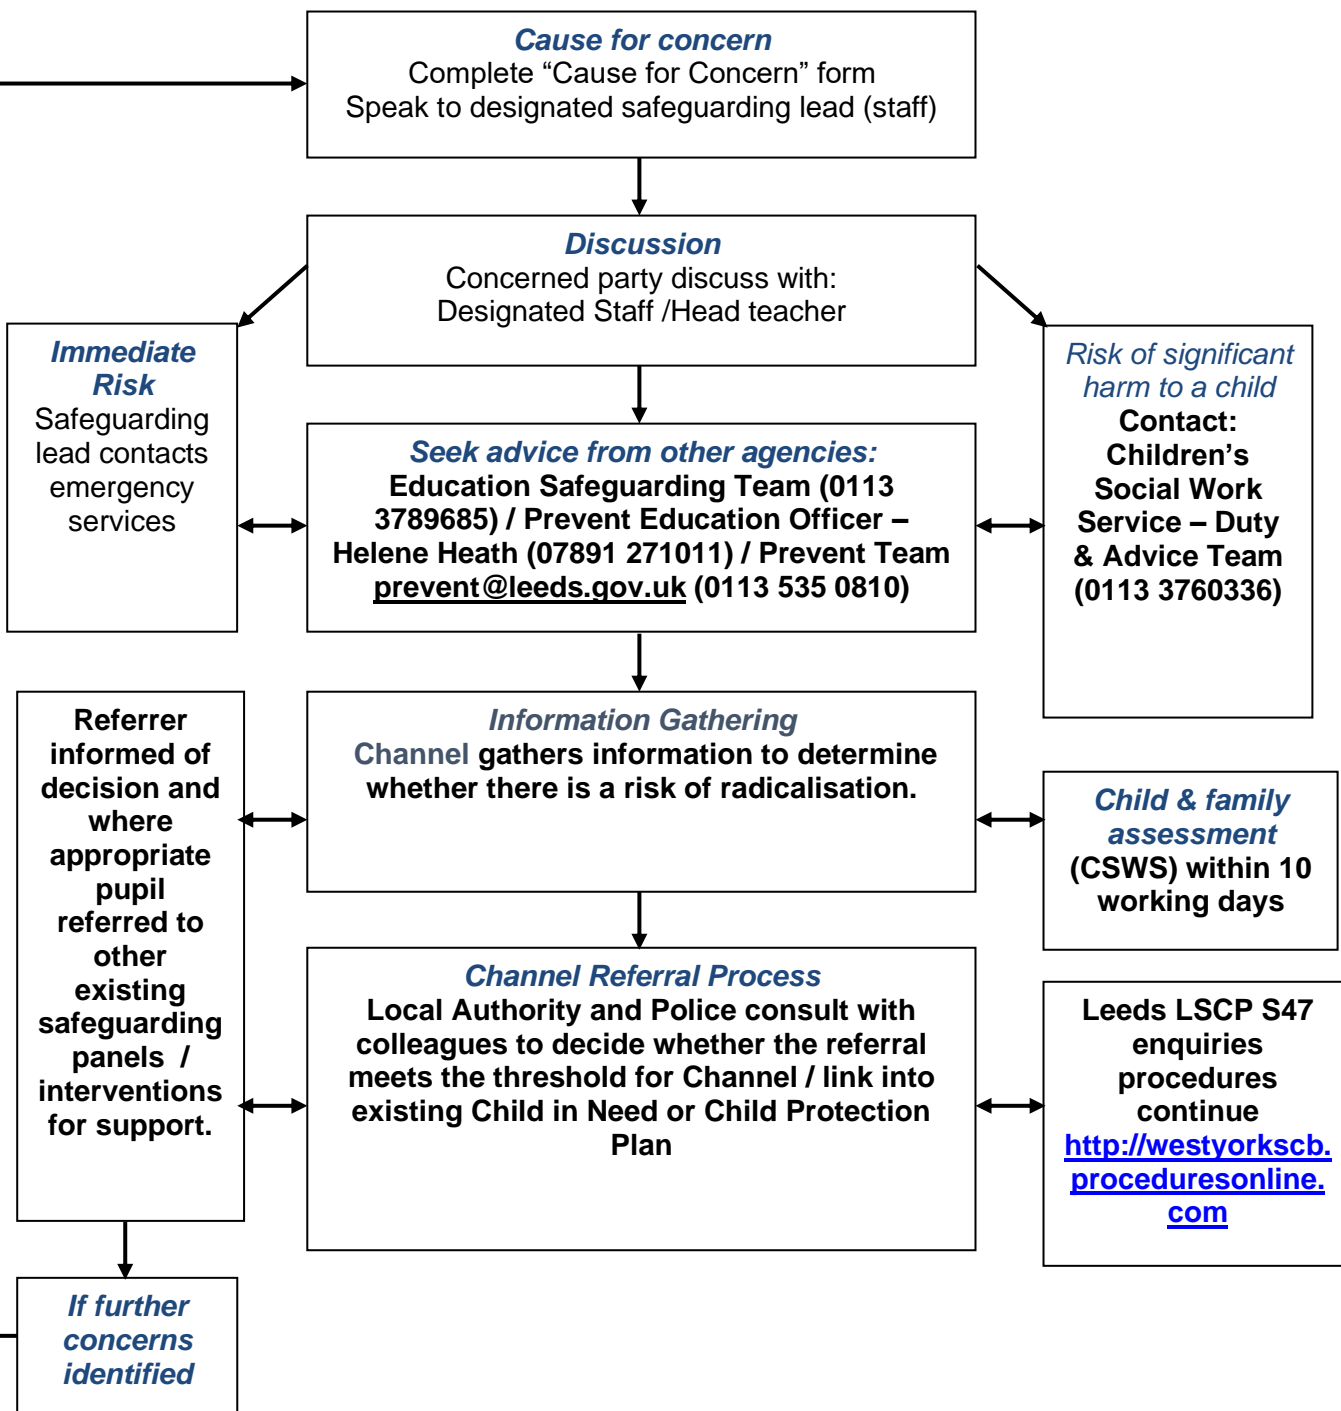 Cause for concern
Complete “Cause for Concern” form
Speak to designated safeguarding lead (staff)
Discussion
Concerned party discuss with:
Designated Staff /Head teacher
Immediate
Risk
Safeguarding
lead contacts
emergency
services
Seek advice from other agencies:
Education Safeguarding Team (0113
3789685) / Prevent Education Officer –
Helene Heath (07891 271011) / Prevent Team
prevent@leeds.gov.uk (0113 535 0810)
Risk of significant
harm to a child
Contact:
Children’s
Social Work
Service – Duty
& Advice Team
(0113 3760336)
Referrer
informed of
decision and
where
appropriate
pupil
referred to
other
existing
safeguarding
panels /
interventions
for support.
Information Gathering
Channel gathers information to determine
whether there is a risk of radicalisation.
Child & family
assessment
(CSWS) within 10
working days
Channel Referral Process
Local Authority and Police consult with
colleagues to decide whether the referral
meets the threshold for Channel / link into
existing Child in Need or Child Protection
Plan
Leeds LSCP S47
enquiries
procedures
continue
http://westyorkscb.
proceduresonline.
com
If further
concerns
identified